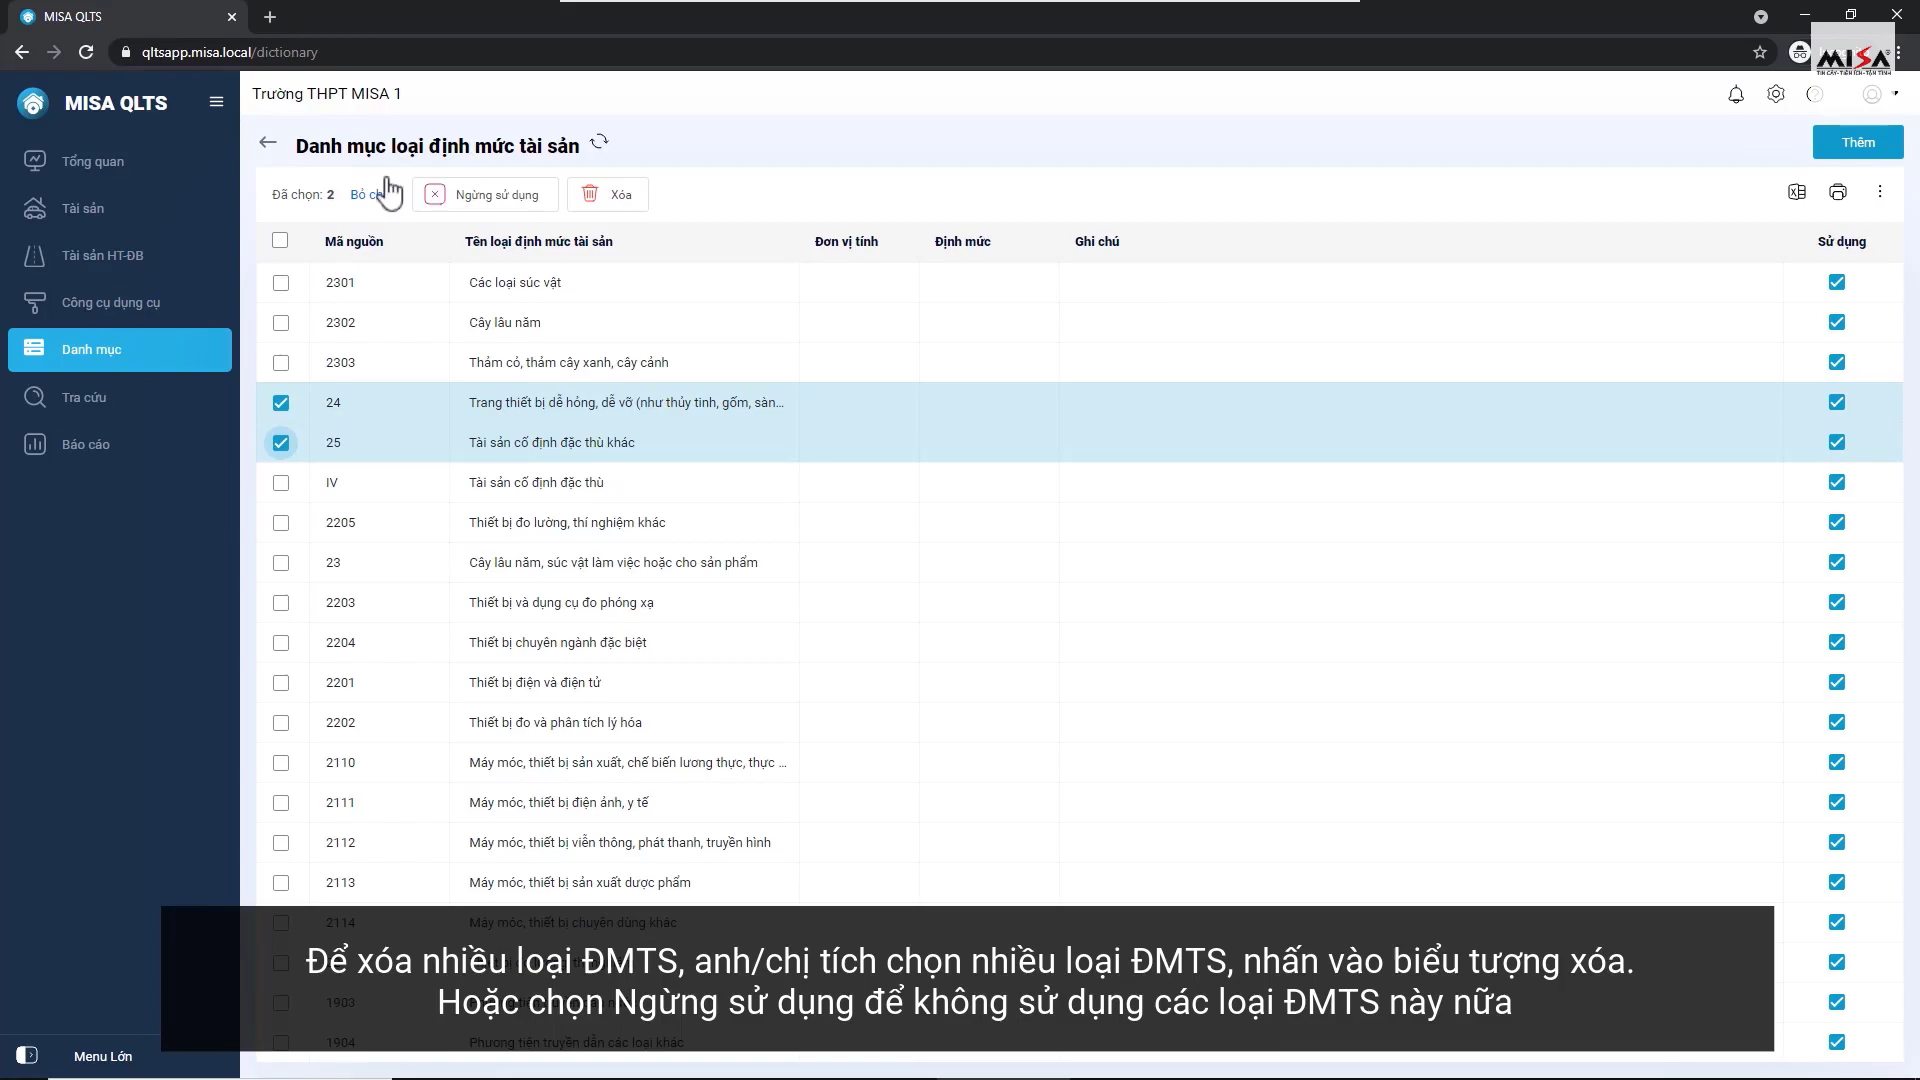 MISA QLTS
qltsapp.misa.local/dictionary
MISA
TIN CẬY-TIỆN ÍCH-TẬN TÌNH
MISA QLTS
Trường THPT MISA 1
Tổng quan
Tài sản
Tài sản HT-ĐB
Công cụ dụng cụ
Danh mục
Tra cứu
Báo cáo
Menu Lớn
Danh mục loại định mức tài sản
Thêm
Đã chọn: 2 Bỏ Ngừng sử dụng Xóa
Mã nguồn Tên loại định mức tài sản Đơn vị tính Định mức Ghi chú Sử dụng
2301 Các loại súc vật
2302 Cây lâu năm
2303 Thảm cỏ, thảm cây xanh, cây cảnh
24 Trang thiết bị dễ hỏng, dễ vỡ (như thủy tinh, gốm, sàn...
25 Tài sản cố định đặc thù khác
IV Tài sản cố định đặc thù
2205 Thiết bị đo lường, thí nghiệm khác
23 Cây lâu năm, súc vật làm việc hoặc cho sản phẩm
2203 Thiết bị và dụng cụ đo phóng xạ
2204 Thiết bị chuyên ngành đặc biệt
2201 Thiết bị điện và điện tử
2202 Thiết bị đo và phân tích lý hóa
2110 Máy móc, thiết bị sản xuất, chế biến lương thực, thực ...
2111 Máy móc, thiết bị điện ảnh, y tế
2112 Máy móc, thiết bị viễn thông, phát thanh, truyền hình
2113 Máy móc, thiết bị sản xuất dược phẩm
2114 Máy móc, thiết bị chuyên dùng khác
Để xóa nhiều loại ĐMTS, anh/chị tích chọn nhiều loại ĐMTS, nhấn vào biểu tượng xóa.
1903
Hoặc chọn Ngừng sử dụng để không sử dụng các loại ĐMTS này nữa
1904 Phương tiện truyền dẫn các loại khác